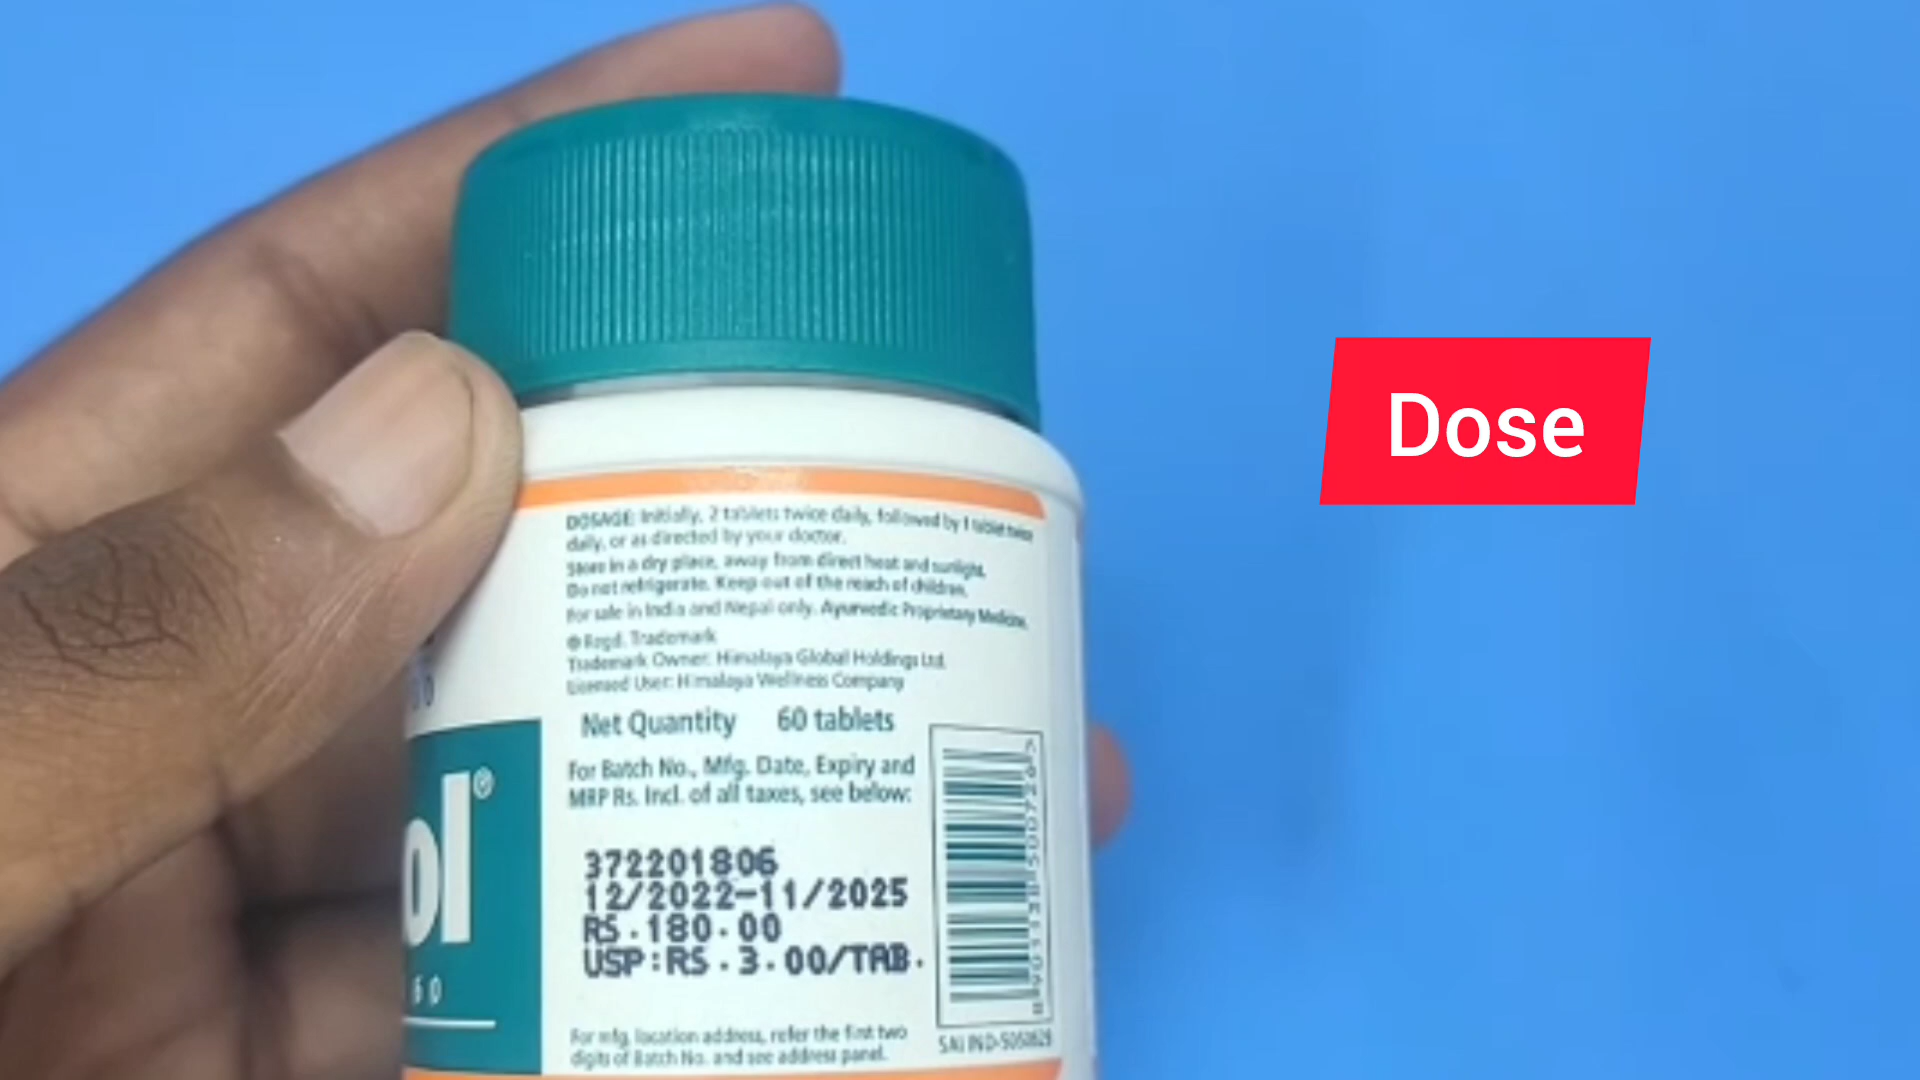 DOSAGE: Initially, 2 tablets twice daily, followed by 1 tablet twice
daily, or as directed by your doctor.
Store in a dry place, away from direct heat and sunlight.
Do not refrigerate. Keep out of the reach of children.
For sale in India and Nepal only. Ayurvedic Proprietary Medicine.
® Regd. Trademark
Trademark Owner: Himalaya Global Holdings Ltd.
Licensed User: Himalaya Wellness Company
Net Quantity 60 tablets
For Batch No., Mfg. Date, Expiry and
MRP Rs. Incl. of all taxes, see below:
372201806
12/2022-11/2025
RS.180.00
USP:RS.3.00/TAB.
For mfg. location address, refer the first two
digits of Batch No. and see address panel.
ol®
60
Dose